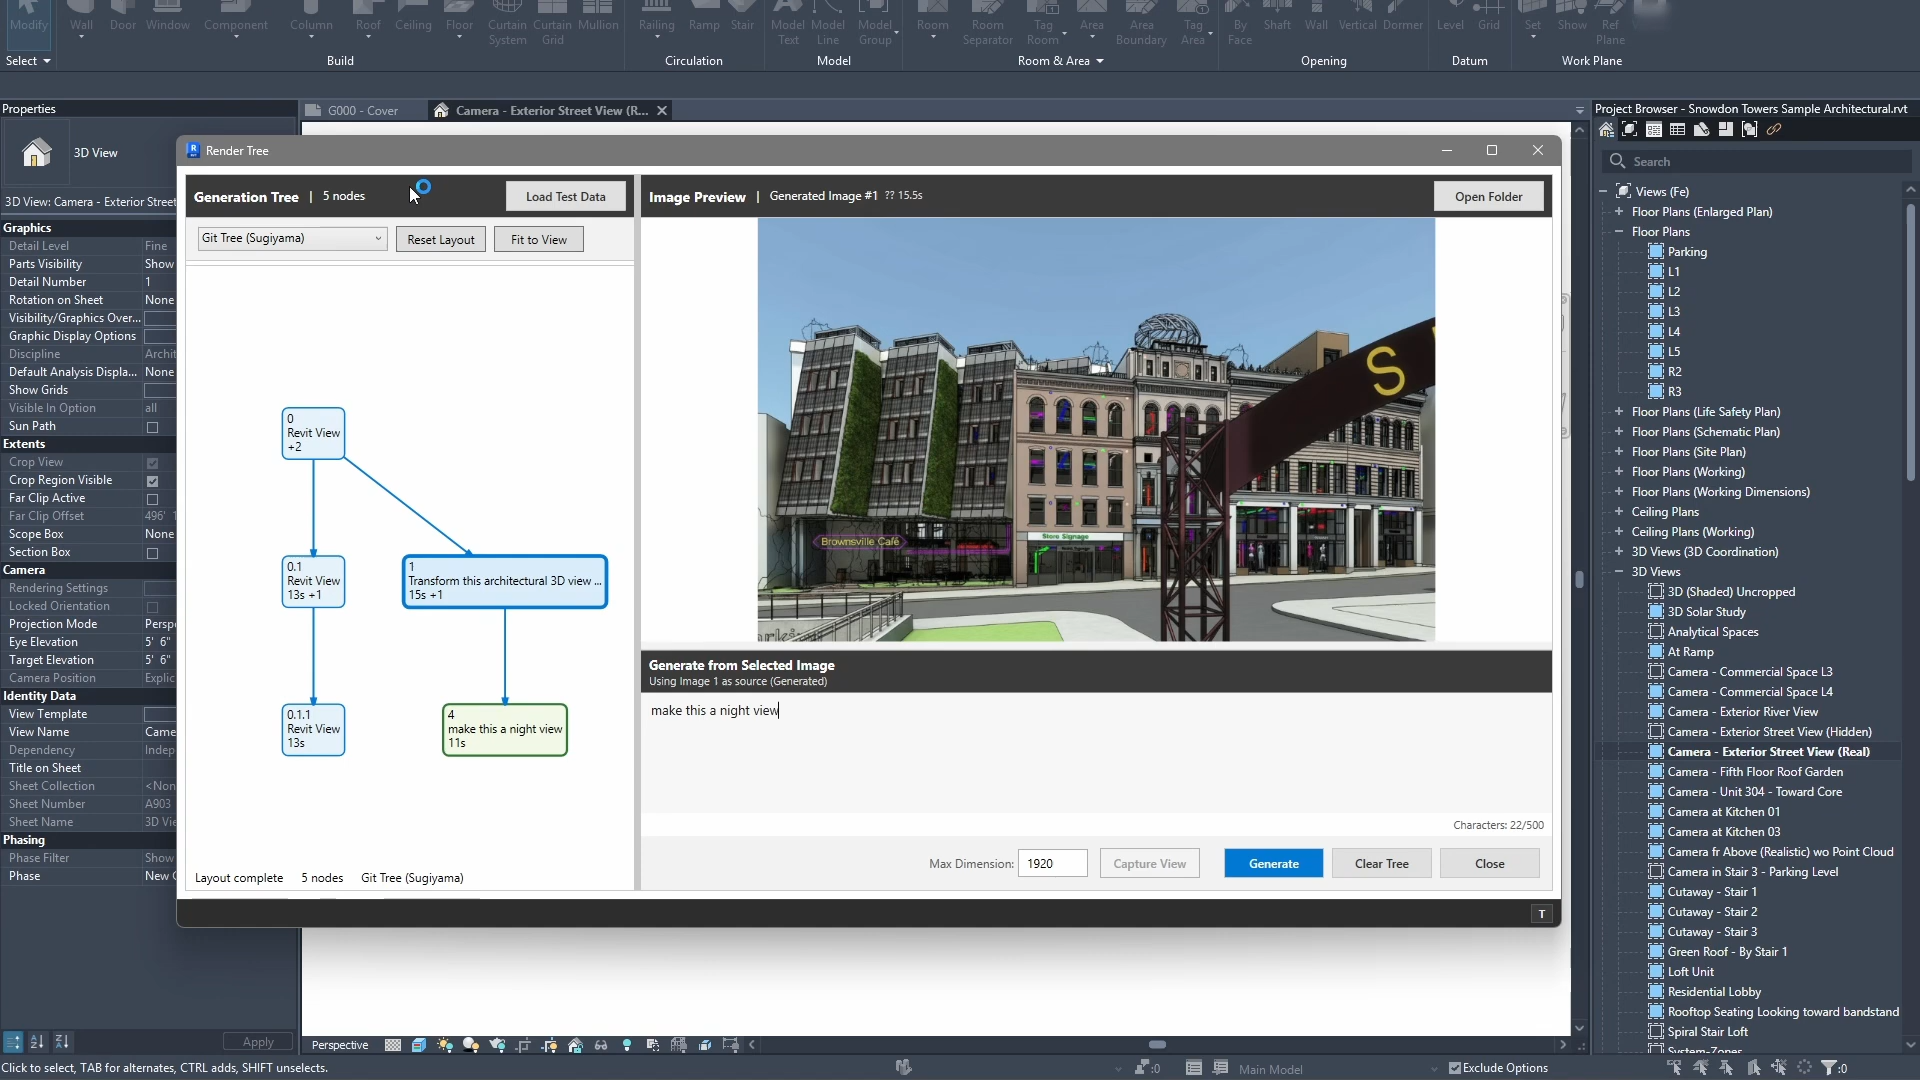 Modify
Wall
Door
Window
Component
Column
Roof
Ceiling
Floor
Curtain System
Curtain Grid
Mullion
Railing
Ramp
Stair
Model Text
Model Line
Model Group
Room
Room Separator
Tag Room
Area
Area Boundary
Tag Area
By Face
Shaft
Wall
Vertical
Dormer
Level
Grid
Set
Show
Ref Plane
Select
Build
Circulation
Model
Room & Area
Opening
Datum
Work Plane
Properties
3D View
3D View: Camera - Exterior Street
Graphics
Detail Level Fine
Parts Visibility Show
Detail Number 1
Rotation on Sheet None
Visibility/Graphics Over...
Graphic Display Options
Discipline Archit
Default Analysis Displa... None
Show Grids
Visible In Option all
Sun Path
Extents
Crop View
Crop Region Visible
Far Clip Active
Far Clip Offset 496' 1
Scope Box None
Section Box
Camera
Rendering Settings
Locked Orientation
Projection Mode Persp
Eye Elevation 5' 6"
Target Elevation 5' 6"
Camera Position Explic
Identity Data
View Template
View Name Came
Dependency Indep
Title on Sheet
Sheet Collection <Non
Sheet Number A903
Sheet Name 3D Vie
Phasing
Phase Filter Show
Phase New C
Apply
G000 - Cover
Camera - Exterior Street View (R...
Render Tree
Generation Tree | 5 nodes
Load Test Data
Git Tree (Sugiyama)
Reset Layout
Fit to View
0
Revit View
+2
0.1
Revit View
13s +1
1
Transform this architectural 3D view ...
15s +1
0.1.1
Revit View
13s
4
make this a night view
11s
Layout complete 5 nodes Git Tree (Sugiyama)
Image Preview | Generated Image #1 ?? 15.5s
Open Folder
S
Brownsville Café
Store Signage
Generate from Selected Image
Using Image 1 as source (Generated)
make this a night view
Characters: 22/500
Max Dimension: 1920
Capture View
Generate
Clear Tree
Close
T
Perspective
Project Browser - Snowdon Towers Sample Architectural.rvt
Search
Views (Fe)
Floor Plans (Enlarged Plan)
Floor Plans
Parking
L1
L2
L3
L4
L5
R2
R3
Floor Plans (Life Safety Plan)
Floor Plans (Schematic Plan)
Floor Plans (Site Plan)
Floor Plans (Working)
Floor Plans (Working Dimensions)
Ceiling Plans
Ceiling Plans (Working)
3D Views (3D Coordination)
3D Views
3D (Shaded) Uncropped
3D Solar Study
Analytical Spaces
At Ramp
Camera - Commercial Space L3
Camera - Commercial Space L4
Camera - Exterior River View
Camera - Exterior Street View (Hidden)
Camera - Exterior Street View (Real)
Camera - Fifth Floor Roof Garden
Camera - Unit 304 - Toward Core
Camera at Kitchen 01
Camera at Kitchen 03
Camera fr Above (Realistic) wo Point Cloud
Camera in Stair 3 - Parking Level
Cutaway - Stair 1
Cutaway - Stair 2
Cutaway - Stair 3
Green Roof - By Stair 1
Loft Unit
Residential Lobby
Rooftop Seating Looking toward bandstand
Spiral Stair Loft
System-Zones
Click to select, TAB for alternates, CTRL adds, SHIFT unselects.
:0
Main Model
Exclude Options
:0